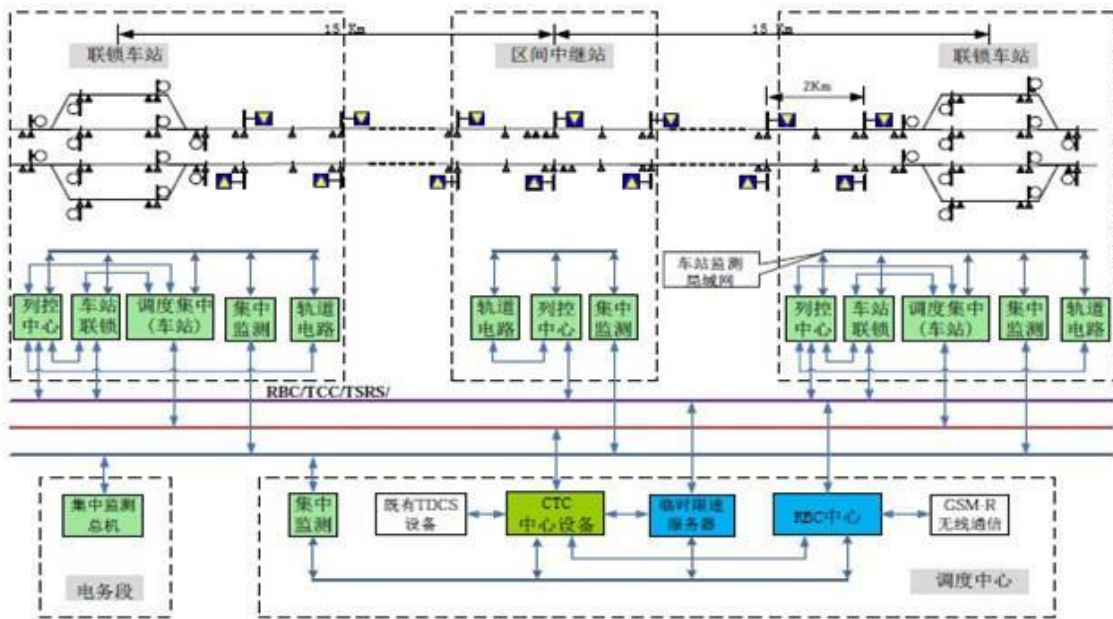 15 Km
15 Km
联锁车站
区间中继站
联锁车站
2Km
车站监测
局域网
列控
中心
车站
联锁
调度集中
(车站)
集中
监测
轨道
电路
轨道
电路
列控
中心
集中
监测
列控
中心
车站
联锁
调度集中
(车站)
集中
监测
轨道
电路
RBC/TCC/TSRS/
集中监测
总机
集中
监测
既有TDCS
设备
CTC
中心设备
临时限速
服务器
RBC中心
GSM-R
无线通信
电务段
调度中心